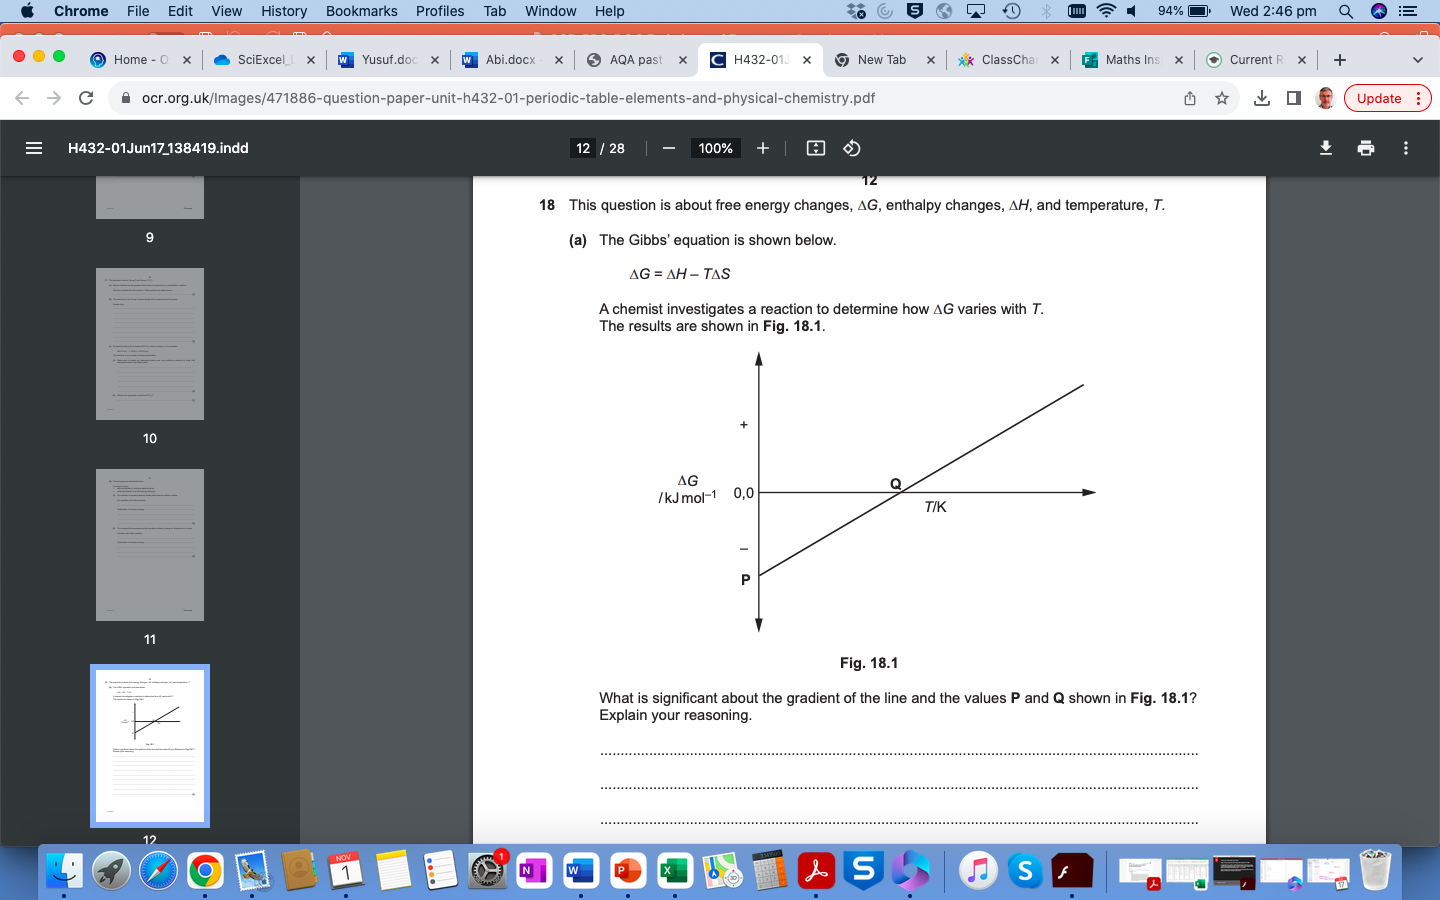 Chrome File Edit View History Bookmarks Profiles Tab Window Help 94% Wed 2:46 pm
Home - O SciExcel_ Yusuf.doc Abi.docx AQA past H432-01J New Tab ClassChar Maths Ins Current R
ocr.org.uk/Images/471886-question-paper-unit-h432-01-periodic-table-elements-and-physical-chemistry.pdf Update
H432-01Jun17_138419.indd 12 / 28 100%
9
10
11
12
12
18 This question is about free energy changes, ΔG, enthalpy changes, ΔH, and temperature, T.
(a) The Gibbs' equation is shown below.
ΔG = ΔH – TΔS
A chemist investigates a reaction to determine how ΔG varies with T.
The results are shown in Fig. 18.1.
+
ΔG
/ kJ mol–1
0,0
Q
T/K
–
P
Fig. 18.1
What is significant about the gradient of the line and the values P and Q shown in Fig. 18.1?
Explain your reasoning.
NOV
1
1
17